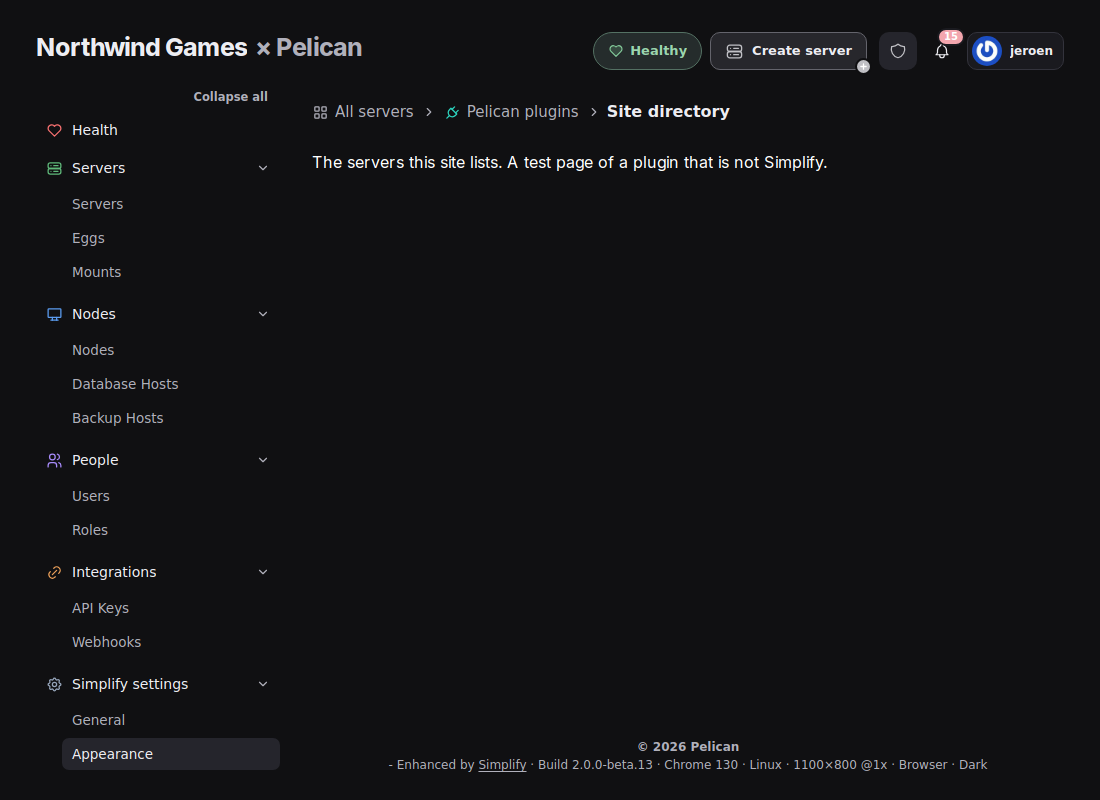 Northwind Games × Pelican
Healthy
Create server
15
jeroen
Collapse all
Health
Servers
Servers
Eggs
Mounts
Nodes
Nodes
Database Hosts
Backup Hosts
People
Users
Roles
Integrations
API Keys
Webhooks
Simplify settings
General
Appearance
All servers > Pelican plugins > Site directory
The servers this site lists. A test page of a plugin that is not Simplify.
© 2026 Pelican
- Enhanced by Simplify · Build 2.0.0-beta.13 · Chrome 130 · Linux · 1100×800 @1x · Browser · Dark